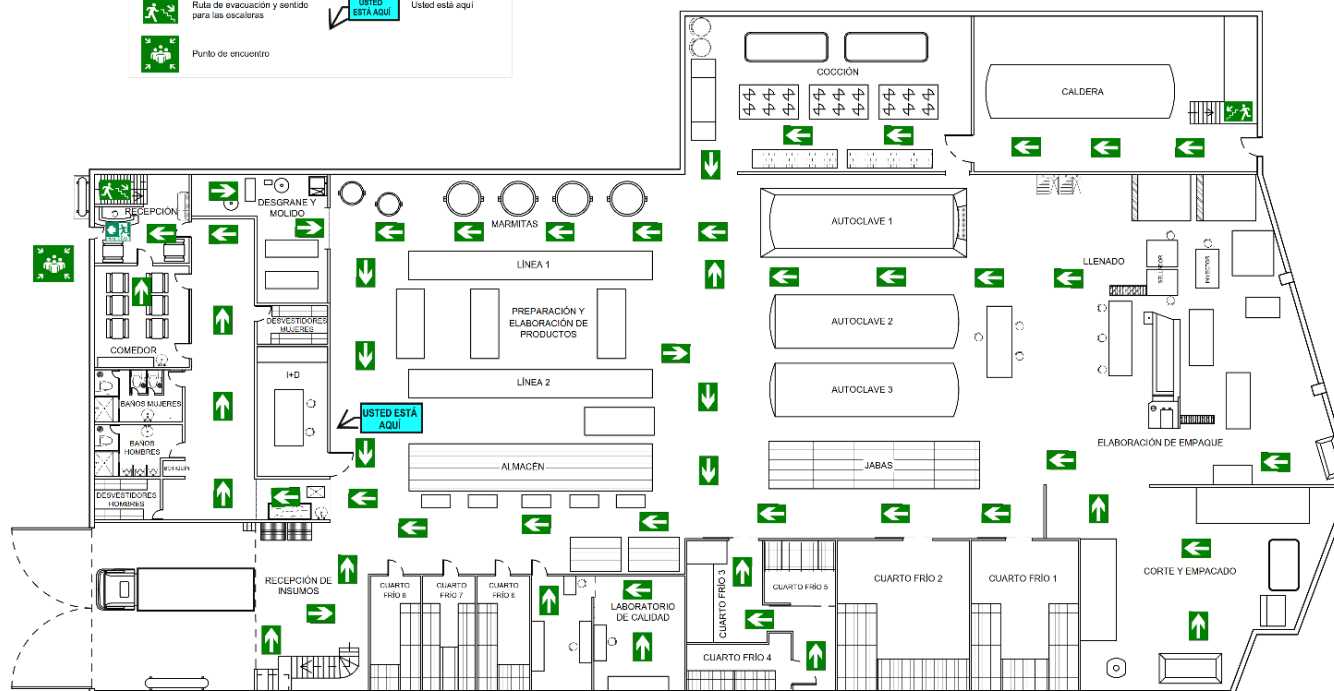 Ruta de evacuación y sentido
para las escaleras
USTED
ESTÁ AQUÍ
Usted está aquí
Punto de encuentro
COCCIÓN
CALDERA
RECEPCIÓN
DESGRANE Y
MOLIDO
MARMITAS
AUTOCLAVE 1
LÍNEA 1
LLENADO
SELLADOR
INYECTOR
PREPARACIÓN Y
ELABORACIÓN DE
PRODUCTOS
AUTOCLAVE 2
DESVESTIDORES
MUJERES
COMEDOR
I+D
LÍNEA 2
AUTOCLAVE 3
BAÑOS MUJERES
USTED ESTÁ
AQUÍ
BAÑOS
HOMBRES
BOTIQUIN
ALMACÉN
JABAS
ELABORACIÓN DE EMPAQUE
DESVESTIDORES
HOMBRES
RECEPCIÓN DE
INSUMOS
CUARTO
FRÍO 8
CUARTO
FRÍO 7
CUARTO
FRÍO 6
LABORATORIO
DE CALIDAD
CUARTO FRÍO 3
CUARTO FRÍO 5
CUARTO FRÍO 2
CUARTO FRÍO 1
CORTE Y EMPACADO
CUARTO FRÍO 4